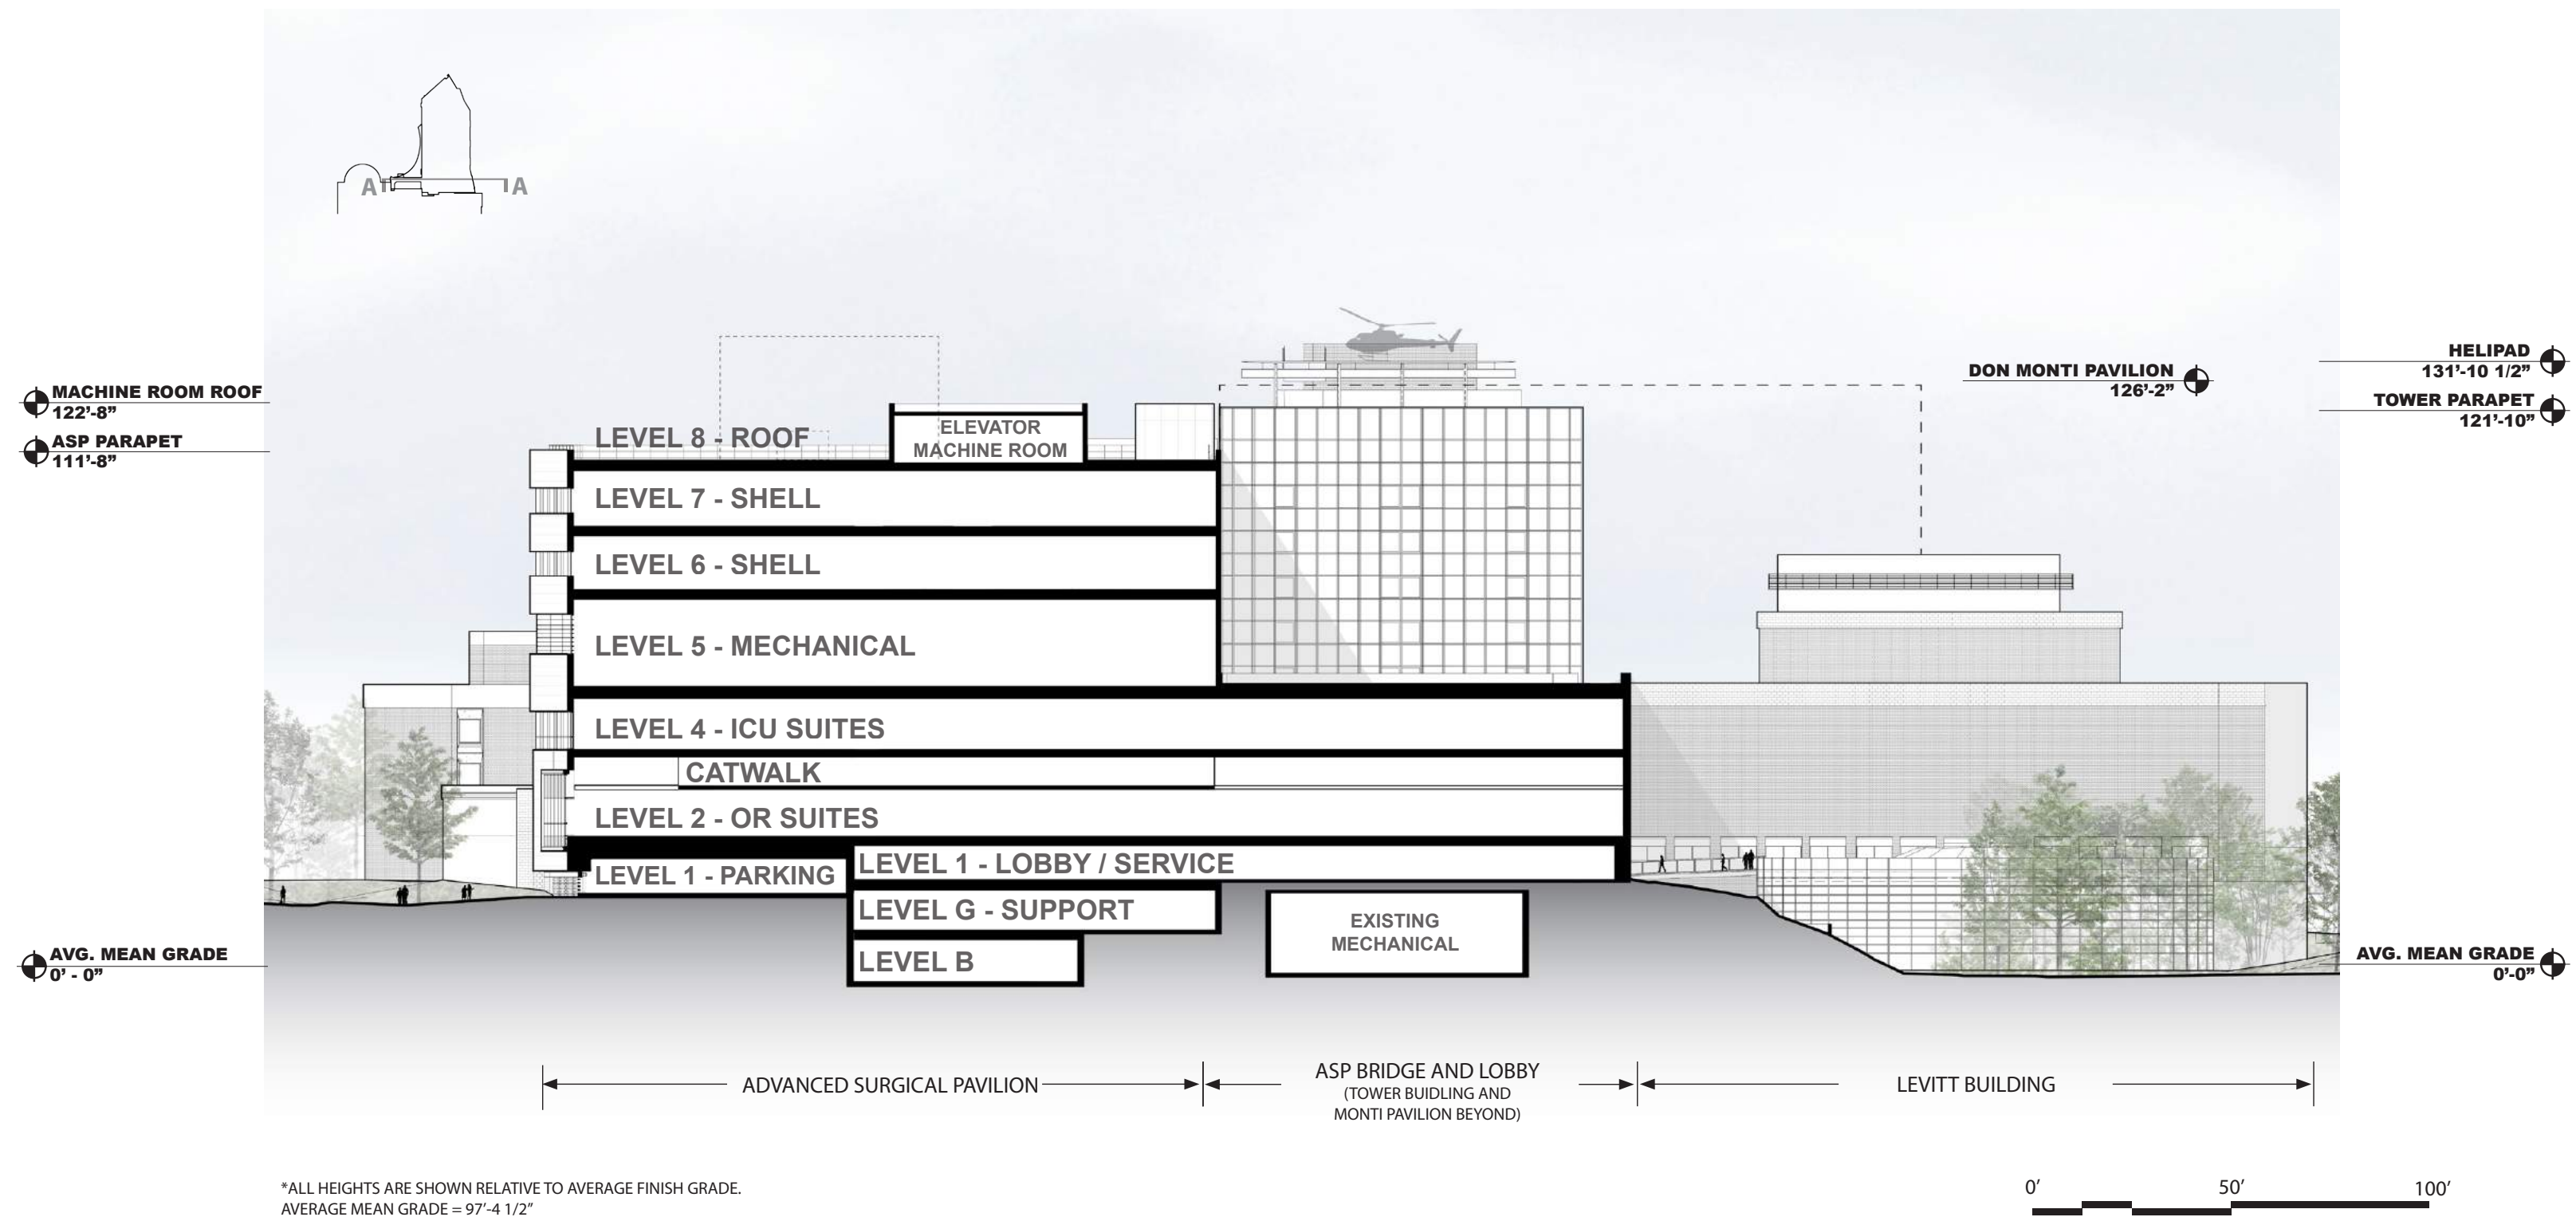 A A
HELIPAD
131'-10 1/2”
DON MONTI PAVILION
126'-2”
MACHINE ROOM ROOF
122'-8”
TOWER PARAPET
121'-10”
ASP PARAPET
111'-8”
LEVEL 8 - ROOF
ELEVATOR
MACHINE ROOM
LEVEL 7 - SHELL
LEVEL 6 - SHELL
LEVEL 5 - MECHANICAL
LEVEL 4 - ICU SUITES
CATWALK
LEVEL 2 - OR SUITES
LEVEL 1 - PARKING
LEVEL 1 - LOBBY / SERVICE
LEVEL G - SUPPORT
EXISTING
MECHANICAL
LEVEL B
AVG. MEAN GRADE
0' - 0”
AVG. MEAN GRADE
0'-0”
ADVANCED SURGICAL PAVILION
ASP BRIDGE AND LOBBY
(TOWER BUIDLING AND
MONTI PAVILION BEYOND)
LEVITT BUILDING
*ALL HEIGHTS ARE SHOWN RELATIVE TO AVERAGE FINISH GRADE.
AVERAGE MEAN GRADE = 97'-4 1/2”
0' 50' 100'